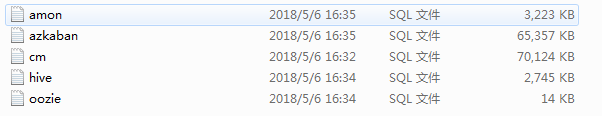 amon 2018/5/6 16:35 SQL 文件 3,223 KB
azkaban 2018/5/6 16:35 SQL 文件 65,357 KB
cm 2018/5/6 16:32 SQL 文件 70,124 KB
hive 2018/5/6 16:34 SQL 文件 2,745 KB
oozie 2018/5/6 16:34 SQL 文件 14 KB